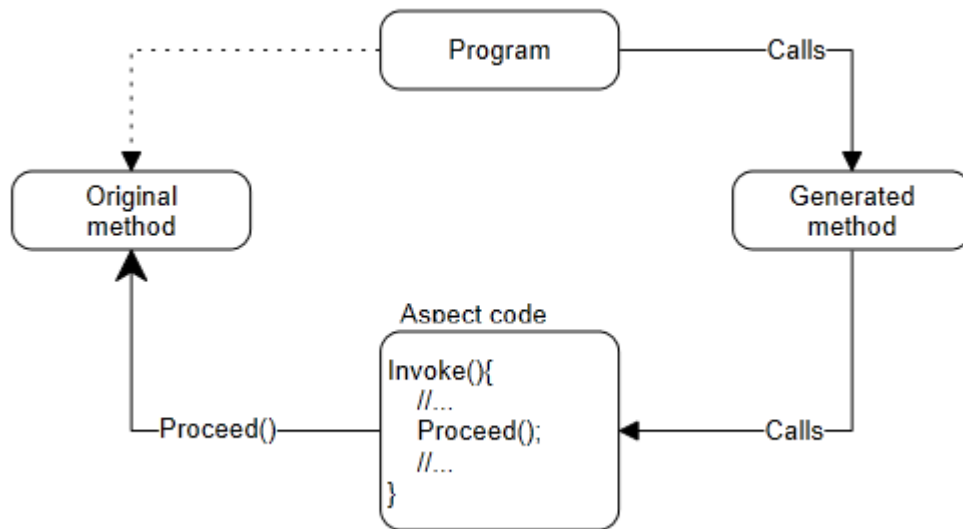 Program
Calls
Original
method
Generated
method
Aspect code
Invoke(){
//...
Proceed();
//...
}
Proceed()
Calls